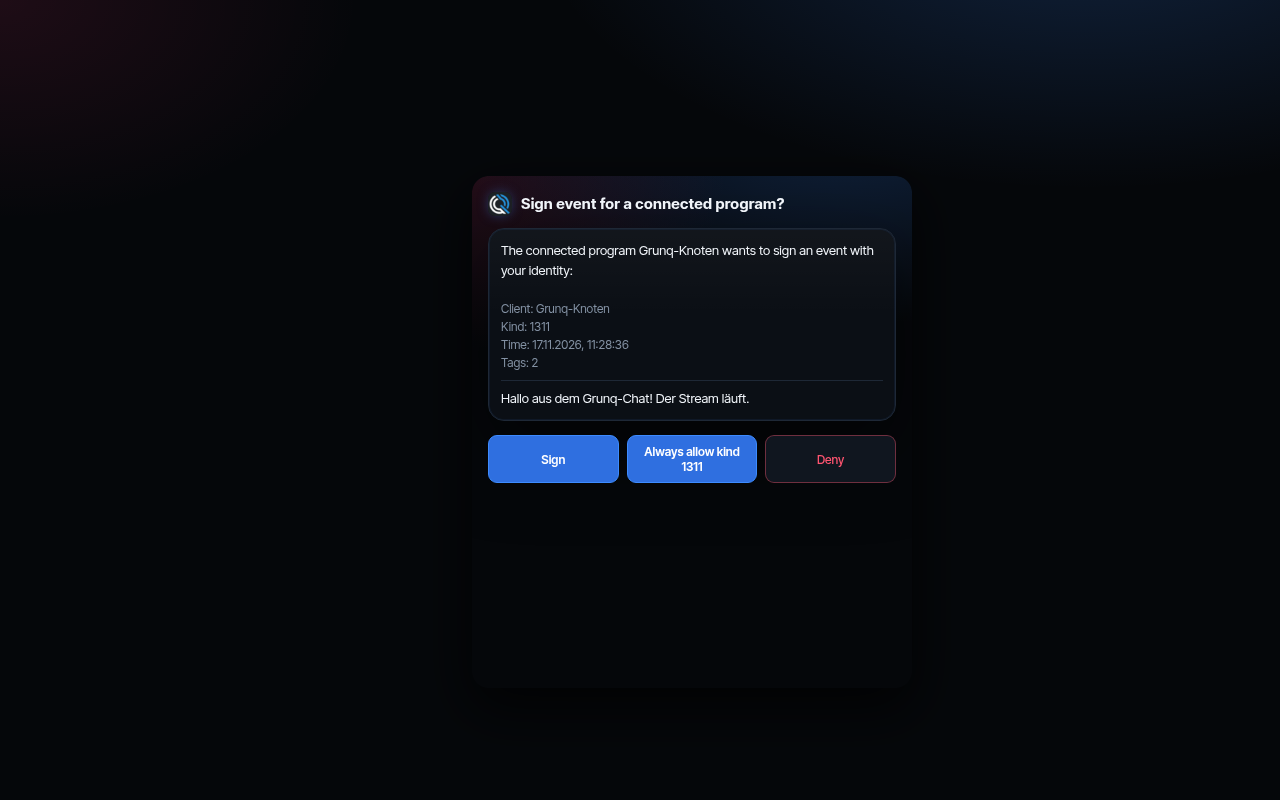 Sign event for a connected program?
The connected program Grunq-Knoten wants to sign an event with
your identity:
Client: Grunq-Knoten
Kind: 1311
Time: 17.11.2026, 11:28:36
Tags: 2
Hallo aus dem Grunq-Chat! Der Stream läuft.
Sign
Always allow kind
1311
Deny